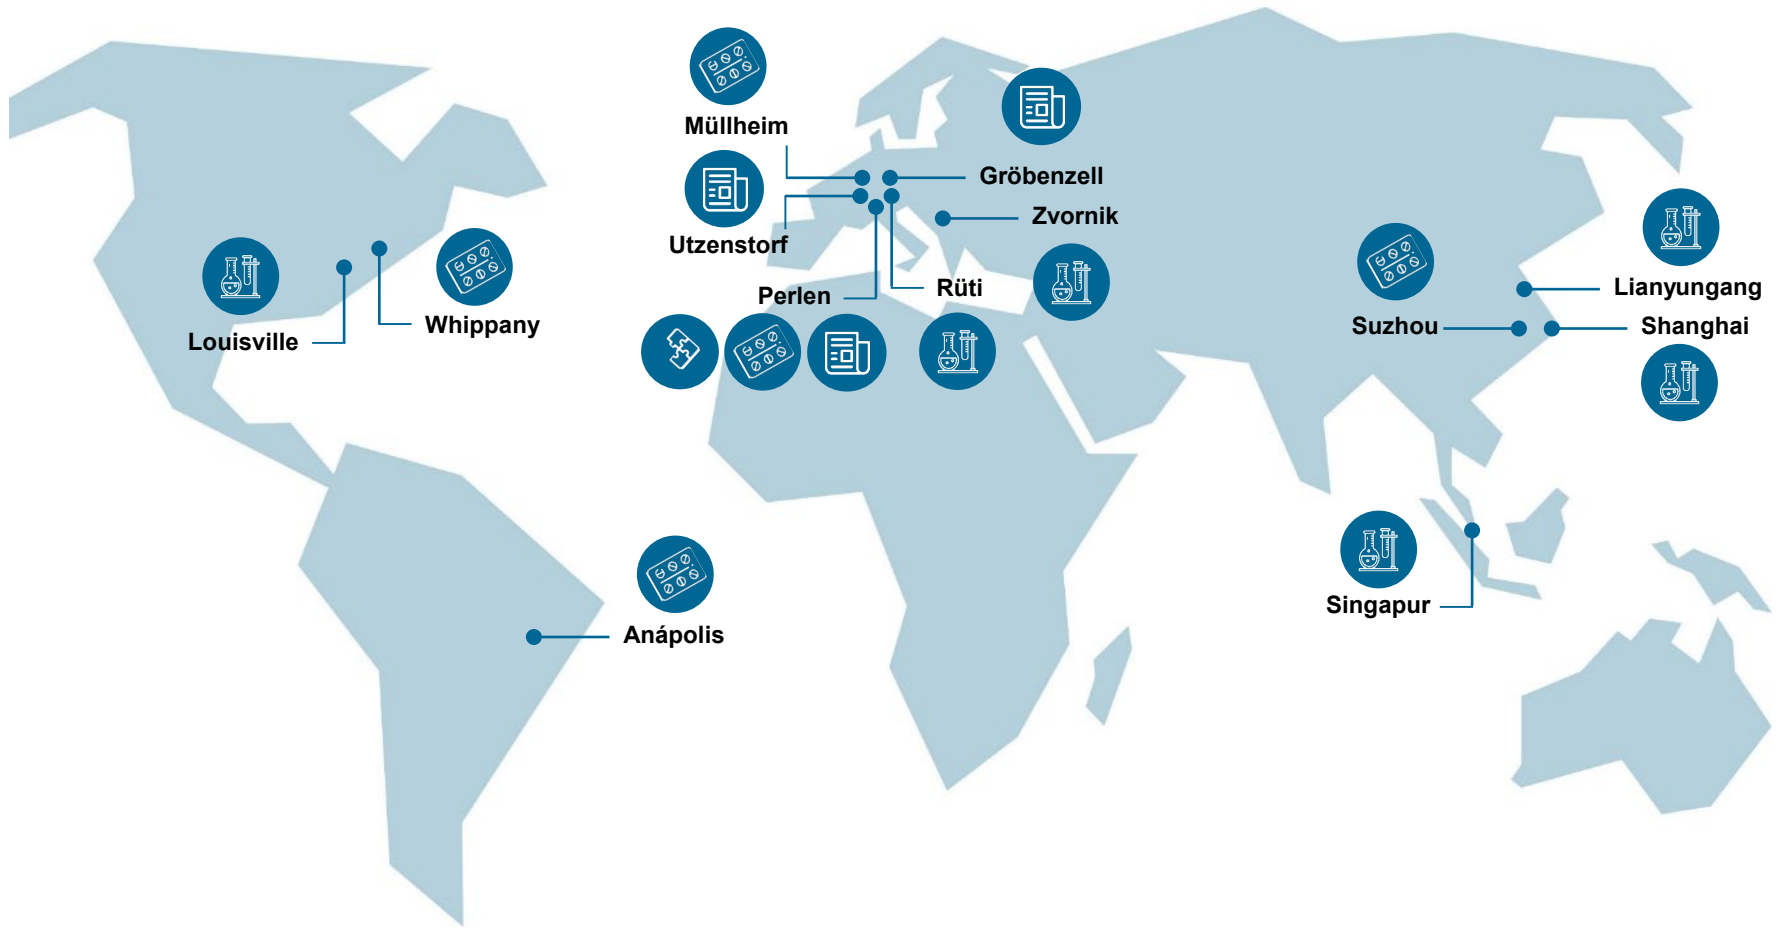 Müllheim
Gröbenzell
Zvornik
Utzenstorf
Perlen
Rüti
Whippany
Louisville
Lianyungang
Suzhou
Shanghai
Singapur
Anápolis